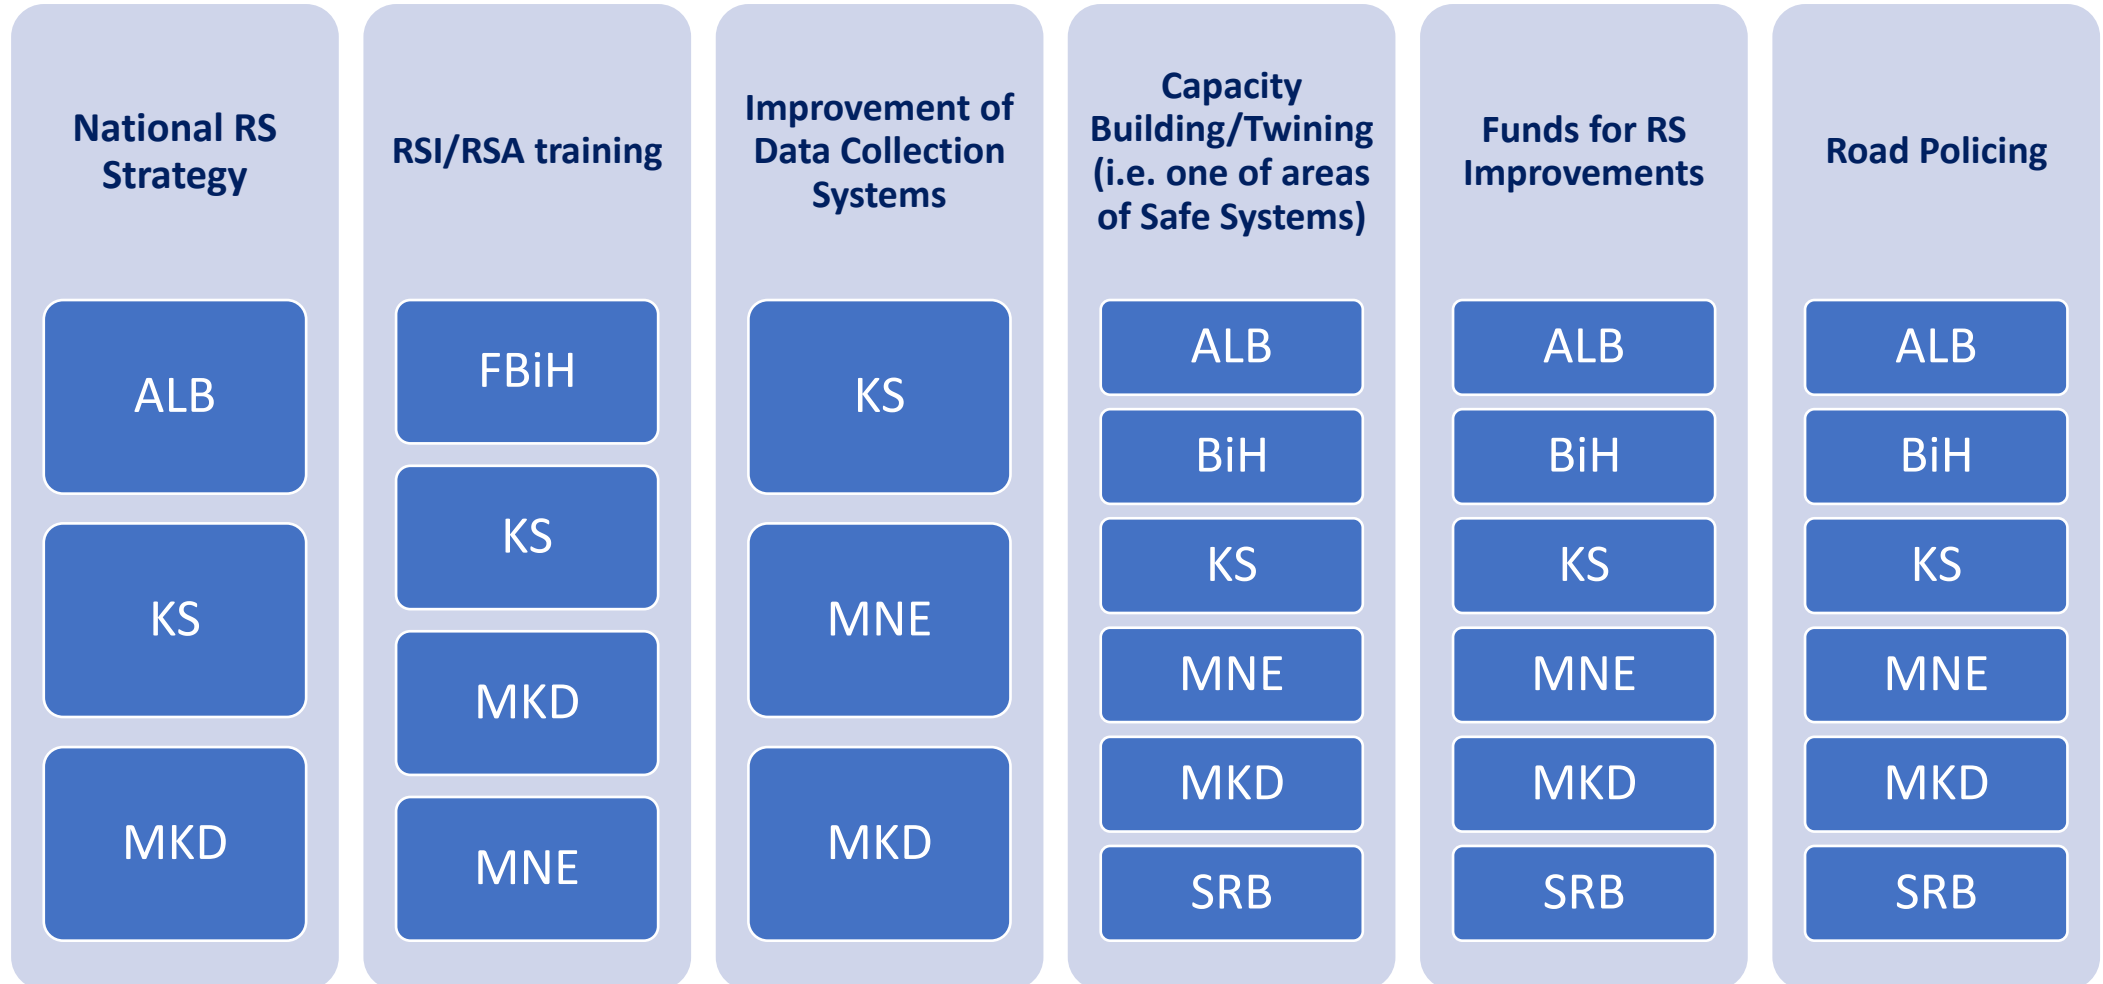 National RS
Strategy
ALB
KS
MKD
RSI/RSA training
FBiH
KS
MKD
MNE
Improvement of
Data Collection
Systems
KS
MNE
MKD
Capacity
Building/Twining
(i.e. one of areas
of Safe Systems)
ALB
BiH
KS
MNE
MKD
SRB
Funds for RS
Improvements
ALB
BiH
KS
MNE
MKD
SRB
Road Policing
ALB
BiH
KS
MNE
MKD
SRB